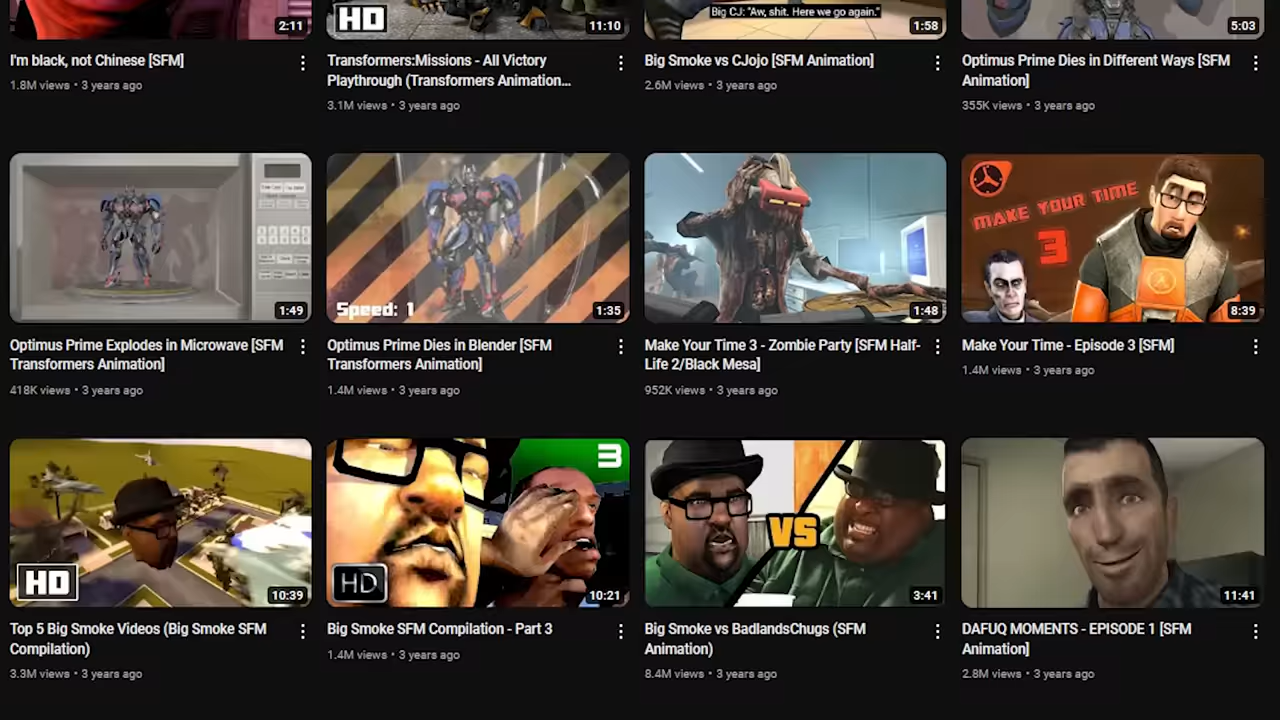 HD
Big CJ: "Aw, shit. Here we go again."
2:11
11:10
1:58
5:03
I'm black, not Chinese [SFM]
1.8M views • 3 years ago
Transformers:Missions - All Victory
Playthrough (Transformers Animation...
3.1M views • 3 years ago
Big Smoke vs CJojo [SFM Animation]
2.6M views • 3 years ago
Optimus Prime Dies in Different Ways [SFM
Animation]
355K views • 3 years ago
1:49
Speed: 1
1:35
1:48
MAKE YOUR TIME
3
8:39
Optimus Prime Explodes in Microwave [SFM
Transformers Animation]
418K views • 3 years ago
Optimus Prime Dies in Blender [SFM
Transformers Animation]
1.4M views • 3 years ago
Make Your Time 3 - Zombie Party [SFM Half-
Life 2/Black Mesa]
952K views • 3 years ago
Make Your Time - Episode 3 [SFM]
1.4M views • 3 years ago
HD
10:39
3
HD
10:21
VS
3:41
11:41
Top 5 Big Smoke Videos (Big Smoke SFM
Compilation)
3.3M views • 3 years ago
Big Smoke SFM Compilation - Part 3
1.4M views • 3 years ago
Big Smoke vs BadlandsChugs (SFM
Animation)
8.4M views • 3 years ago
DAFUQ MOMENTS - EPISODE 1 [SFM
Animation]
2.8M views • 3 years ago